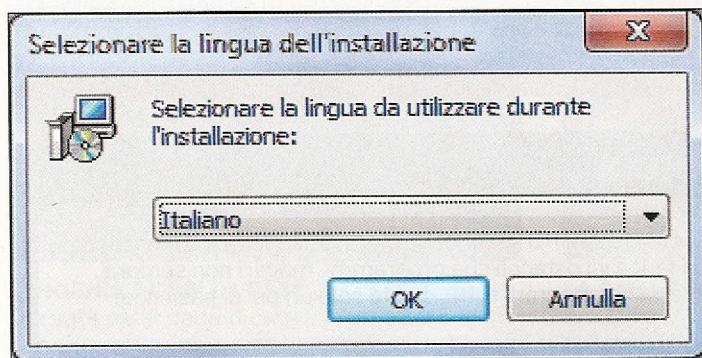 Selezionare la lingua dell'installazione
Selezionare la lingua da utilizzare durante
l'installazione:
Italiano
OK
Annulla